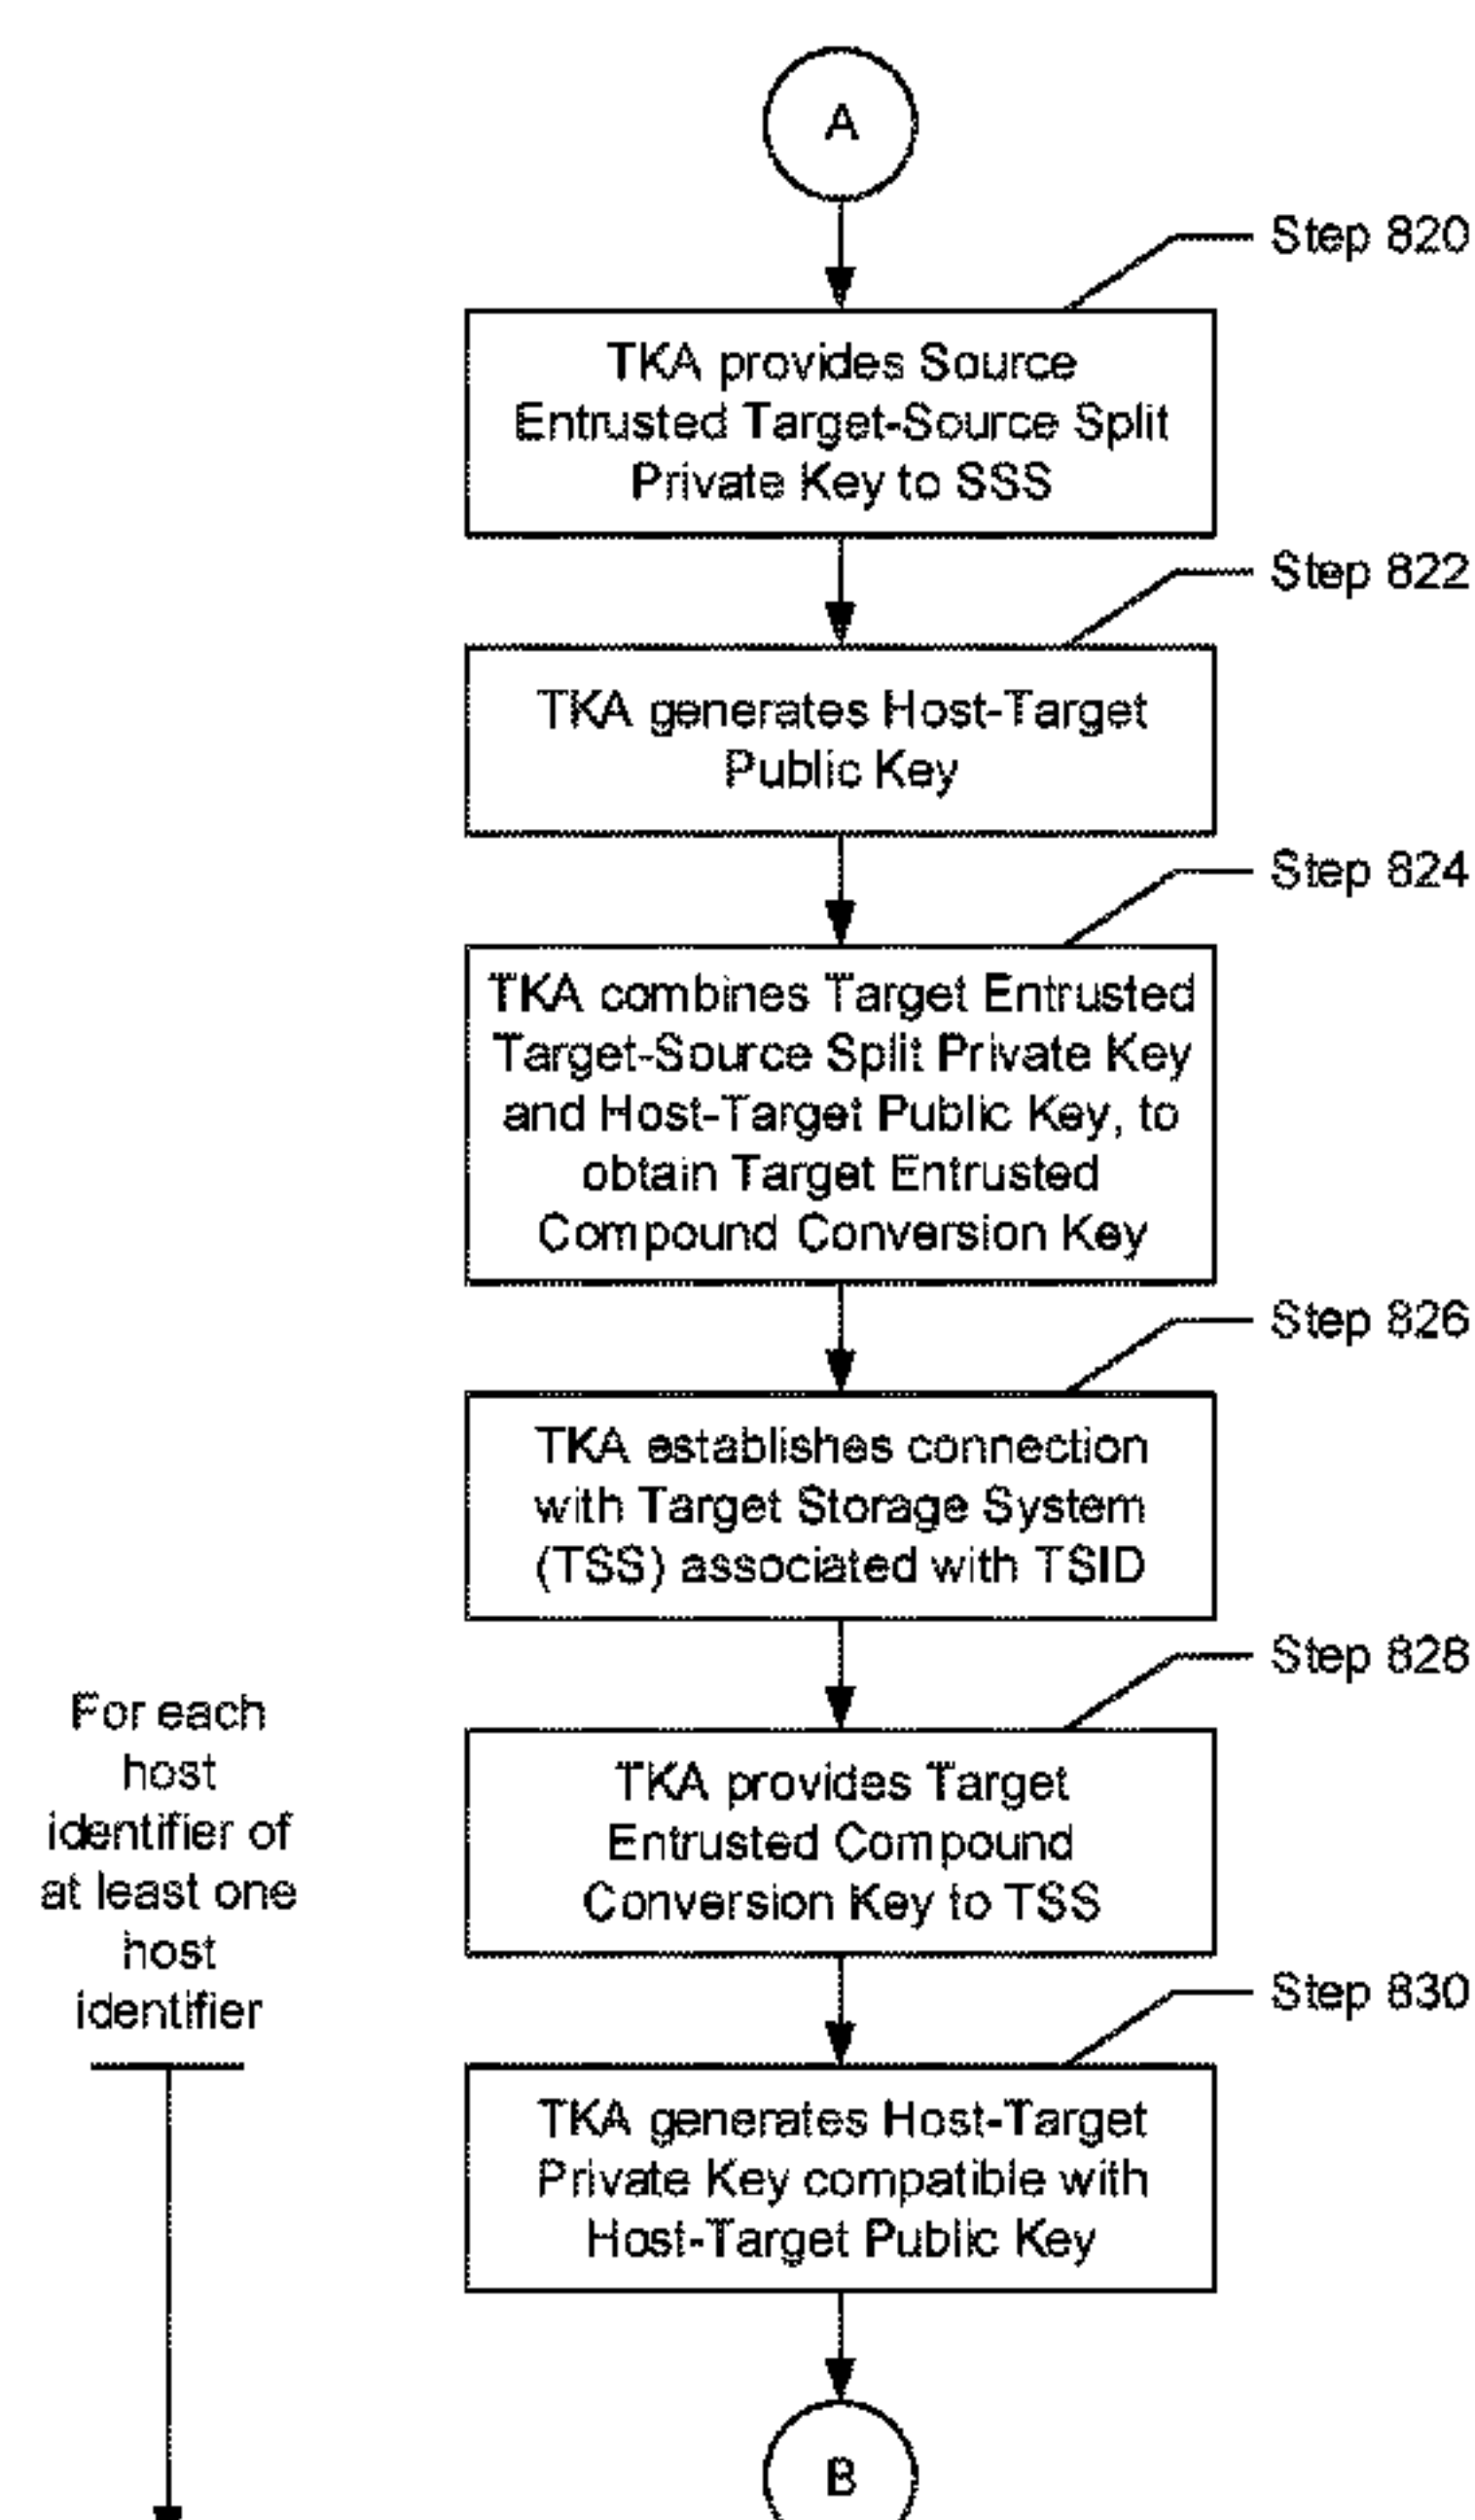 A
Step 820
TKA provides Source
Entrusted Target-Source Split
Private Key to SSS
Step 822
TKA generates Host-Target
Public Key
Step 824
TKA combines Target Entrusted
Target-Source Split Private Key
and Host-Target Public Key, to
obtain Target Entrusted
Compound Conversion Key
Step 826
TKA establishes connection
with Target Storage System
(TSS) associated with TSID
Step 828
TKA provides Target
Entrusted Compound
Conversion Key to TSS
For each
host
identifier of
at least one
host
identifier
Step 830
TKA generates Host-Target
Private Key compatible with
Host-Target Public Key
B